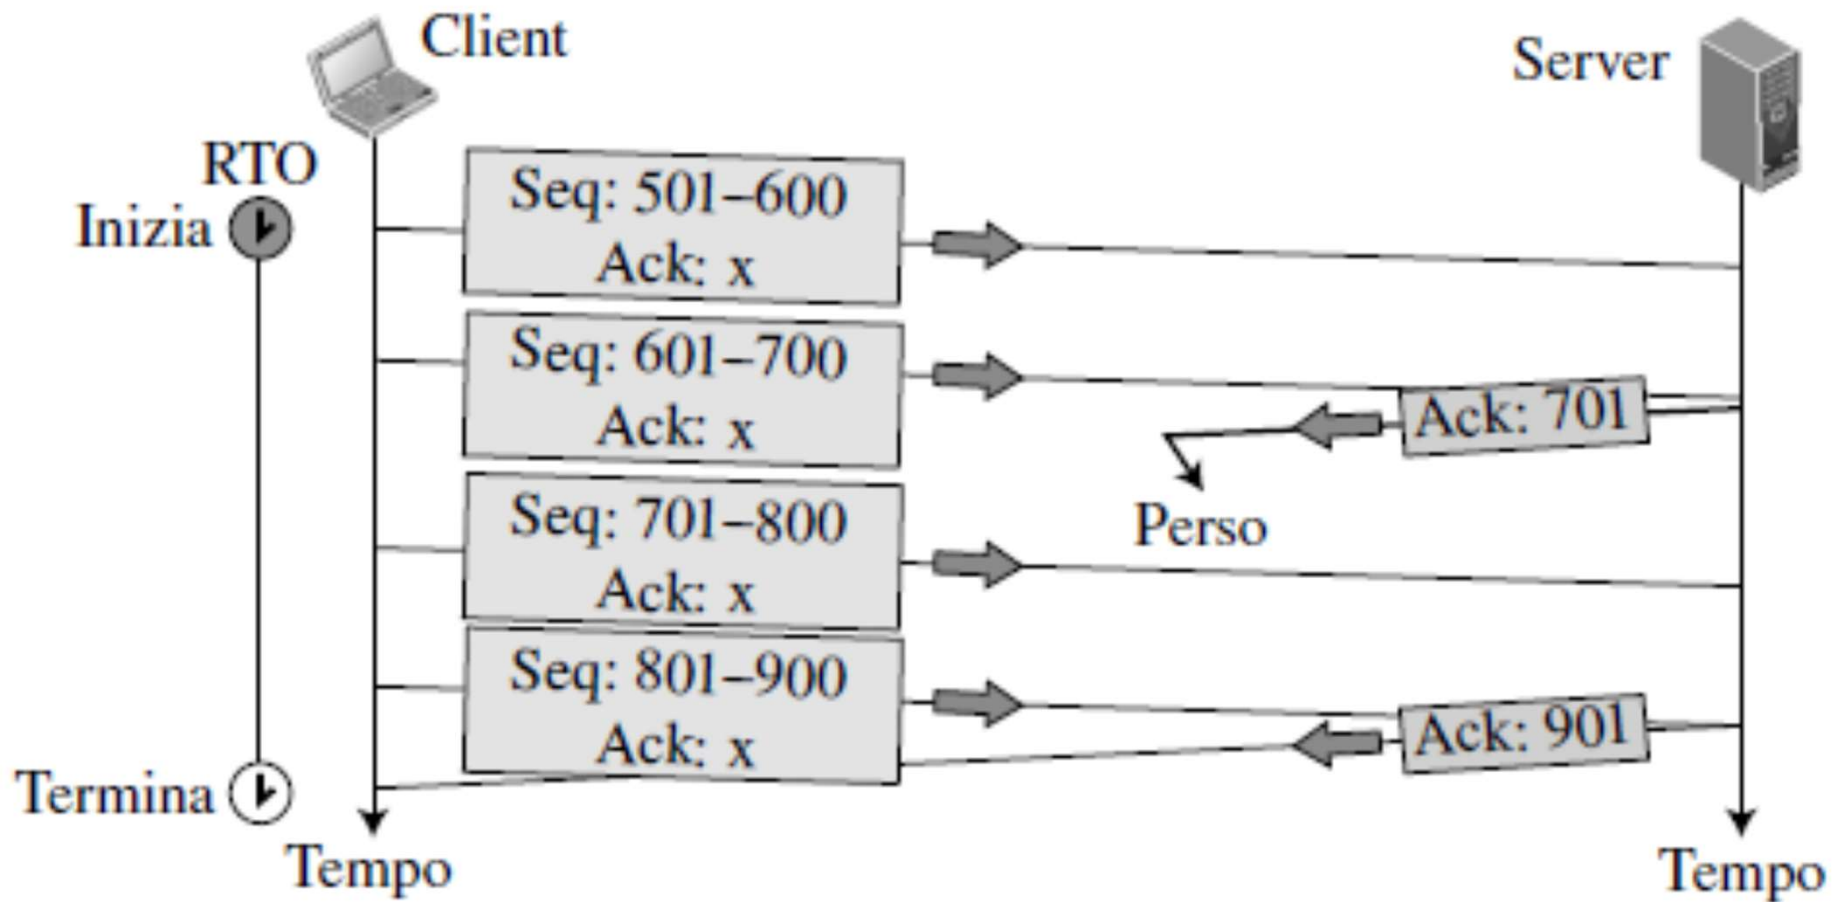 Client
Server
RTO
Inizia
Seq: 501–600
Ack: x
Seq: 601–700
Ack: x
Ack: 701
Perso
Seq: 701–800
Ack: x
Seq: 801–900
Ack: x
Ack: 901
Termina
Tempo
Tempo